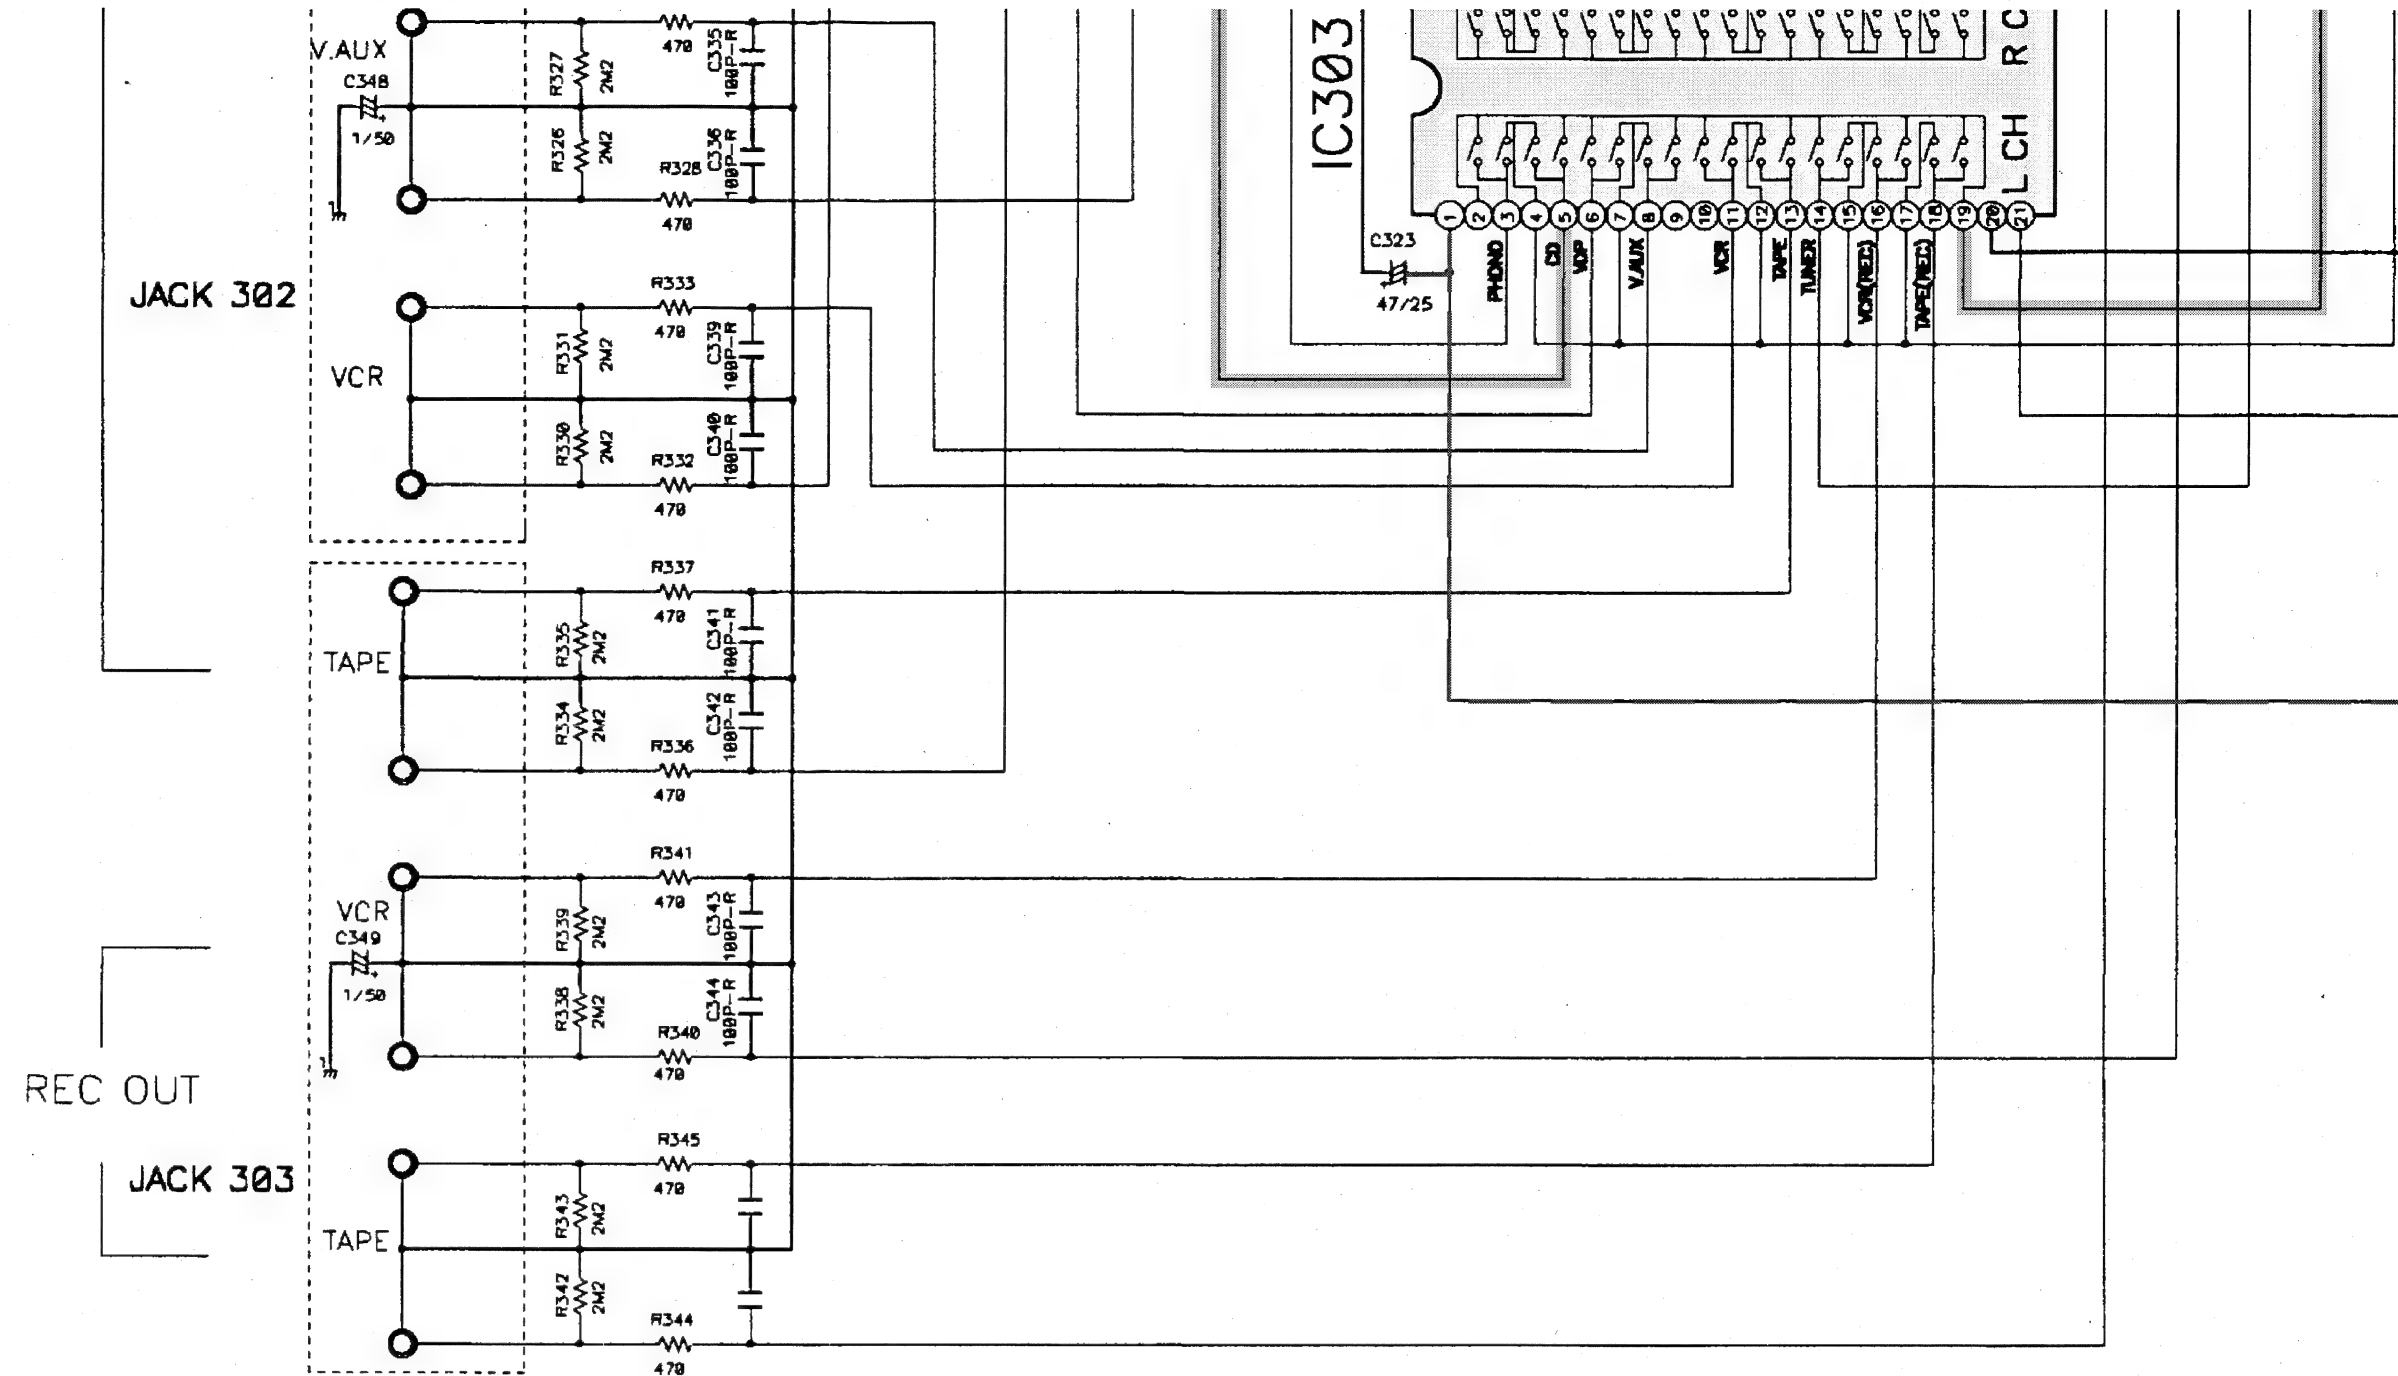 V.AUX
C348
1/50
R327
2M2
R326
2M2
470
C335
100P-R
C336
100P-R
R328
470
JACK 302
VCR
R333
470
R331
2M2
R330
2M2
C339
100P-R
C340
100P-R
R332
470
IC303
R C
L CH
C323
47/25
1 2 3 4 5 6 7 8 9 10 11 12 13 14 15 16 17 18 19 20 21
PHONO
CD
VDP
V.AUX
VCR
TAPE
TUNER
VCR(REC)
TAPE(REC)
TAPE
R337
470
R335
2M2
R334
2M2
C341
100P-R
C342
100P-R
R336
470
VCR
C349
1/50
R341
470
R339
2M2
R338
2M2
C343
100P-R
C344
100P-R
R340
470
REC OUT
JACK 303
TAPE
R345
470
R343
2M2
R342
2M2
R344
470